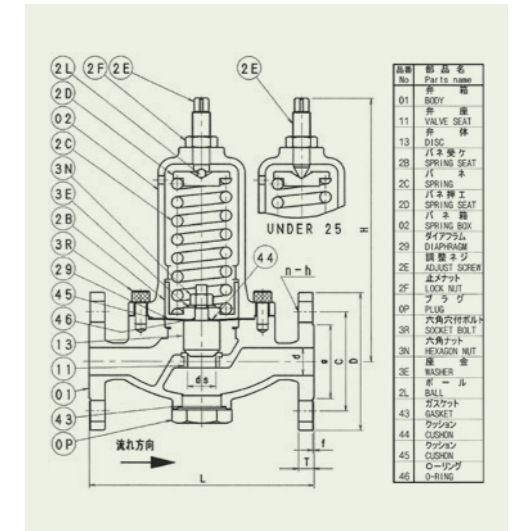 2L 2F 2E 2E
2D
02
2C
3N
3E
2B
3R
29
45
46
13
11
01
43
0P
UNDER 25
44
n-h
H
d
g
C
D
ds
f
T
L
流れ方向
品番 部品名
No Parts name
弁箱
01 BODY
弁座
11 VALVE SEAT
弁体
13 DISC
バネ受ケ
2B SPRING SEAT
バネ
2C SPRING
バネ押エ
2D SPRING SEAT
バネ箱
02 SPRING BOX
ダイアフラム
29 DIAPHRAGM
調整ネジ
2E ADJUST SCREW
止メナット
2F LOCK NUT
プラグ
0P PLUG
六角穴付ボルト
3R SOCKET BOLT
六角ナット
3N HEXAGON NUT
座金
3E WASHER
ボール
2L BALL
ガスケット
43 GASKET
クッション
44 CUSHON
クッション
45 CUSHON
Oーリング
46 O-RING